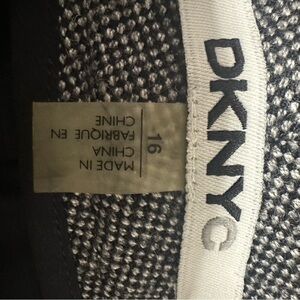 DKNYC
16
MADE IN
CHINA
FABRIQUE EN
CHINE